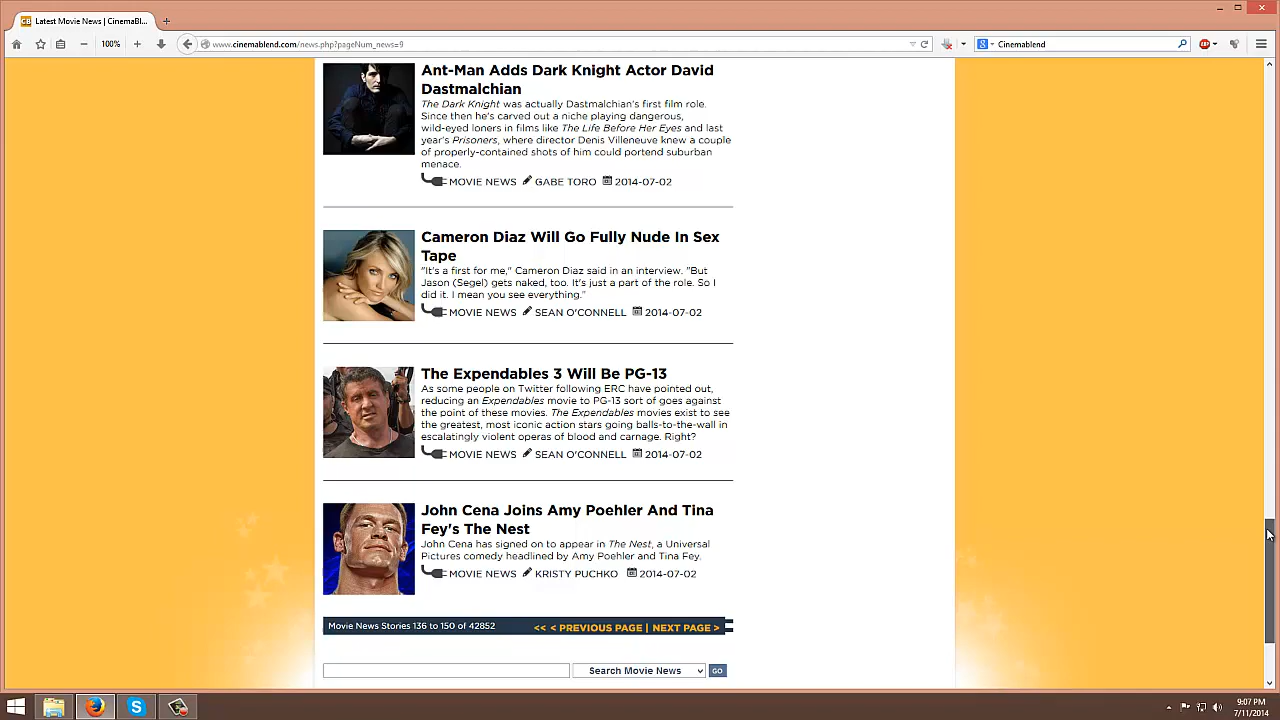 Latest Movie News | CinemaBl...
100%
www.cinemablend.com/news.php?pageNum_news=9
Cinemablend
Ant-Man Adds Dark Knight Actor David
Dastmalchian
The Dark Knight was actually Dastmalchian's first film role.
Since then he's carved out a niche playing dangerous,
wild-eyed loners in films like The Life Before Her Eyes and last
year's Prisoners, where director Denis Villeneuve knew a couple
of properly-contained shots of him could portend suburban
menace.
MOVIE NEWS GABE TORO 2014-07-02
Cameron Diaz Will Go Fully Nude In Sex
Tape
"It's a first for me," Cameron Diaz said in an interview. "But
Jason (Segel) gets naked, too. It's just a part of the role. So I
did it. I mean you see everything."
MOVIE NEWS SEAN O'CONNELL 2014-07-02
The Expendables 3 Will Be PG-13
As some people on Twitter following ERC have pointed out,
reducing an Expendables movie to PG-13 sort of goes against
the point of these movies. The Expendables movies exist to see
the greatest, most iconic action stars going balls-to-the-wall in
escalatingly violent operas of blood and carnage. Right?
MOVIE NEWS SEAN O'CONNELL 2014-07-02
John Cena Joins Amy Poehler And Tina
Fey's The Nest
John Cena has signed on to appear in The Nest, a Universal
Pictures comedy headlined by Amy Poehler and Tina Fey.
MOVIE NEWS KRISTY PUCHKO 2014-07-02
Movie News Stories 136 to 150 of 42852 << < PREVIOUS PAGE | NEXT PAGE >
Search Movie News GO
9:07 PM
7/11/2014